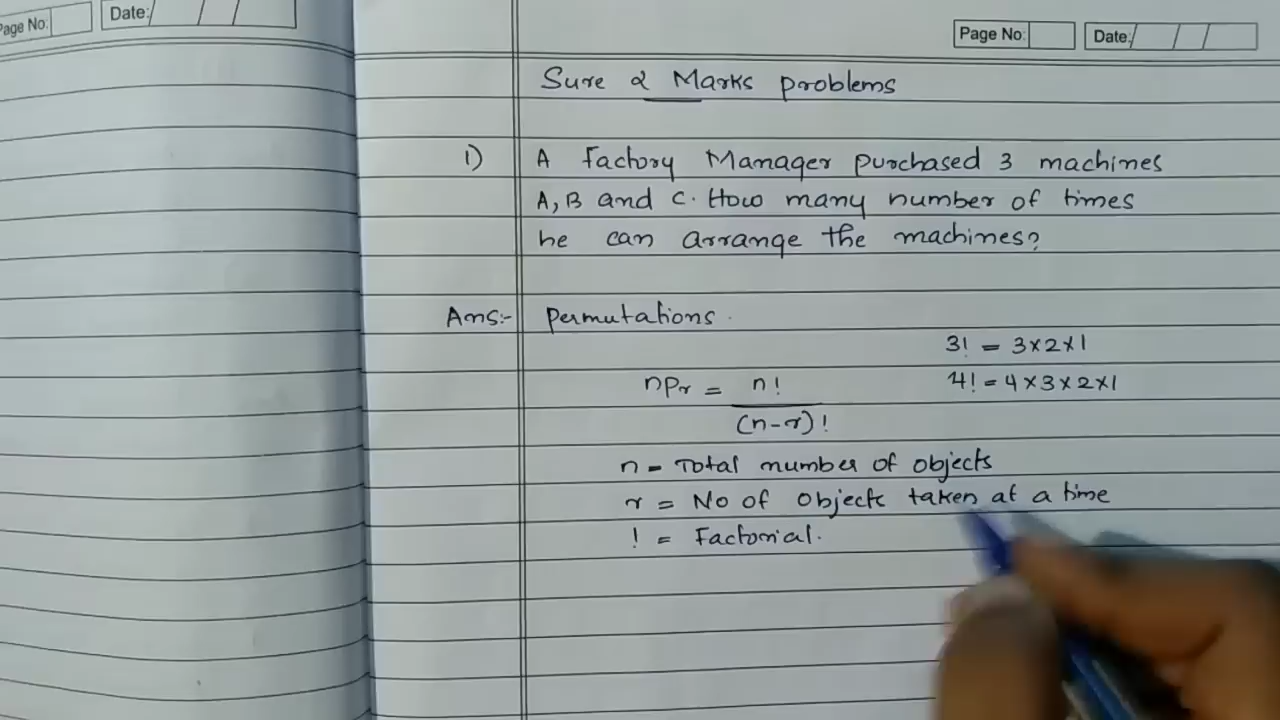 Page No:
Date: / / /
Page No:
Date: / / /
Sure 2 Marks problems
1) A Factory Manager purchased 3 machines
A, B and C. How many number of times
he can arrange the machines?
Ans:- Permutations.
3! = 3×2×1
nPr = n! / (n-r)!
4! = 4×3×2×1
n = Total number of objects
r = No of objects taken at a time
! = Factorial.